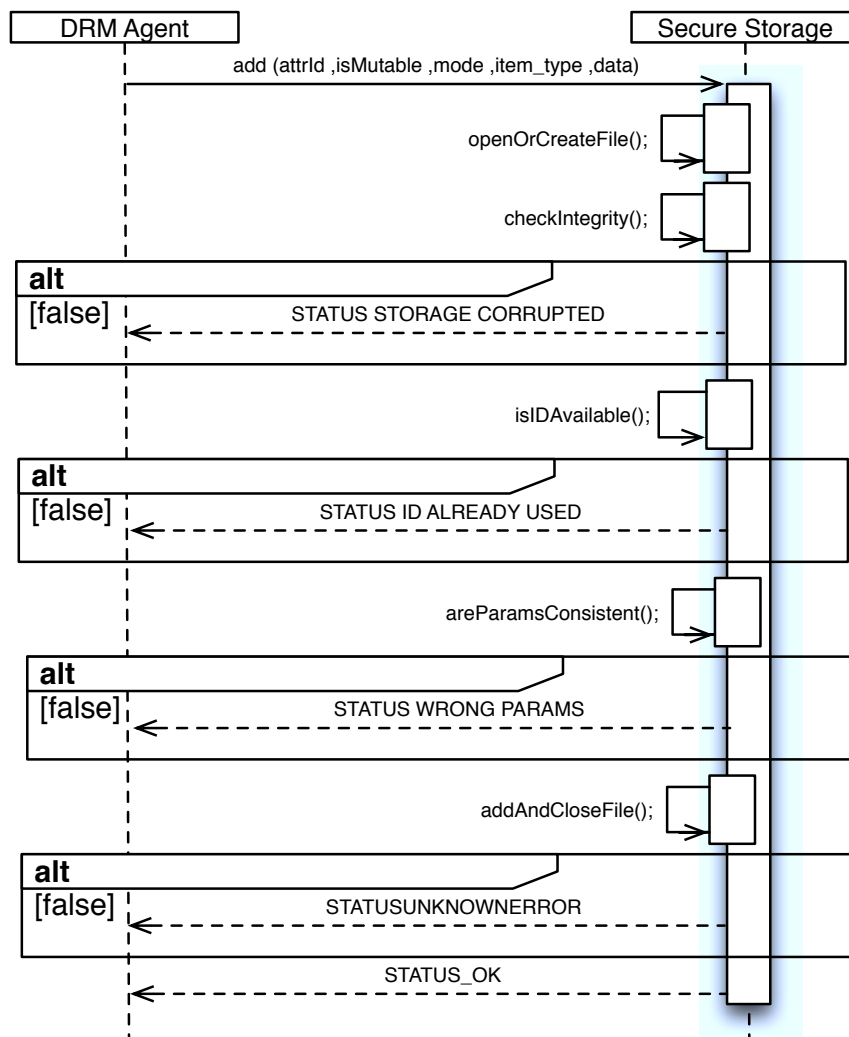 DRM Agent
Secure Storage
add (attrId ,isMutable ,mode ,item_type ,data)
openOrCreateFile();
checkIntegrity();
alt
[false]
STATUS STORAGE CORRUPTED
isIDAvailable();
alt
[false]
STATUS ID ALREADY USED
areParamsConsistent();
alt
[false]
STATUS WRONG PARAMS
addAndCloseFile();
alt
[false]
STATUSUNKNOWNERROR
STATUS_OK